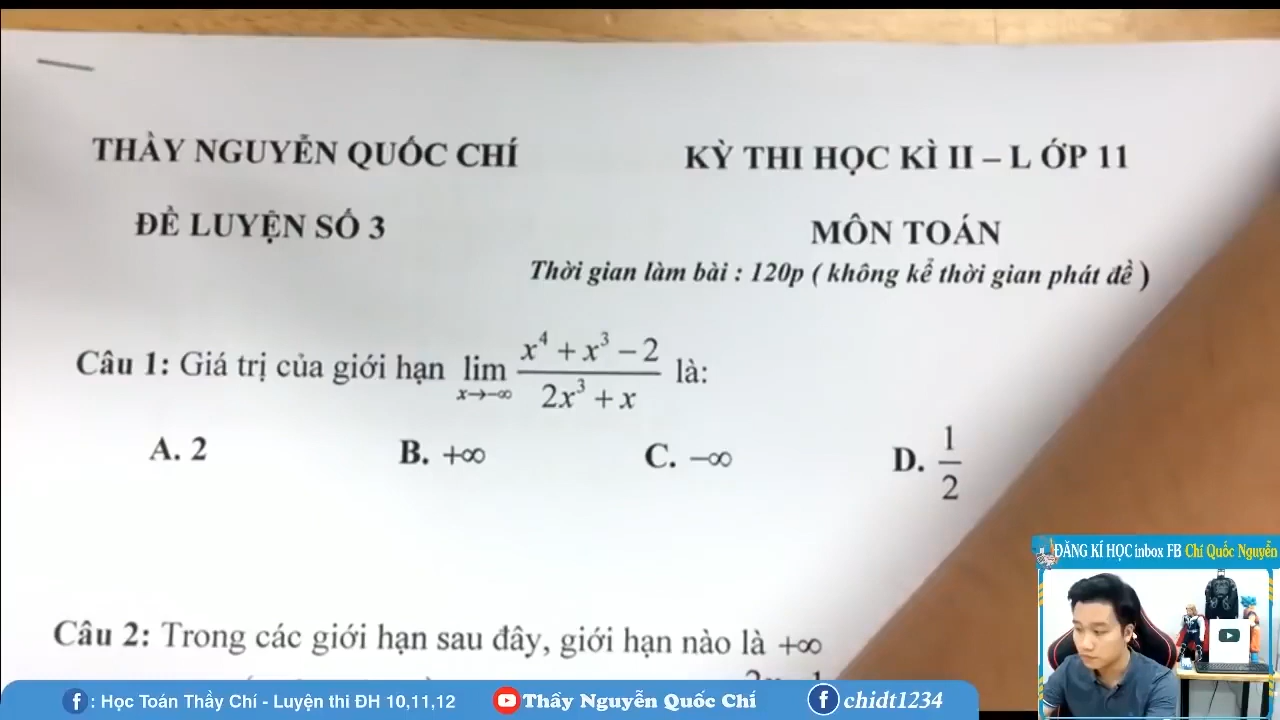 THẦY NGUYỄN QUỐC CHÍ
KỲ THI HỌC KÌ II – L ỚP 11
ĐỀ LUYỆN SỐ 3
MÔN TOÁN
Thời gian làm bài : 120p ( không kể thời gian phát đề )
Câu 1: Giá trị của giới hạn lim x→−∞ (x⁴ + x³ − 2)/(2x³ + x) là:
A. 2 B. +∞ C. −∞ D. 1/2
ĐĂNG KÍ HỌC inbox FB Chí Quốc Nguyễn
Câu 2: Trong các giới hạn sau đây, giới hạn nào là +∞
: Học Toán Thầy Chí - Luyện thi ĐH 10,11,12 Thầy Nguyễn Quốc Chí chidt1234